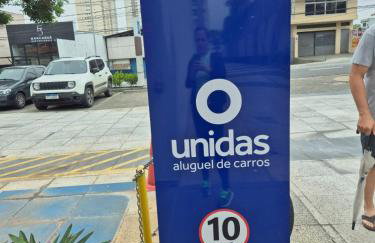 unidas
aluguel de carros
10